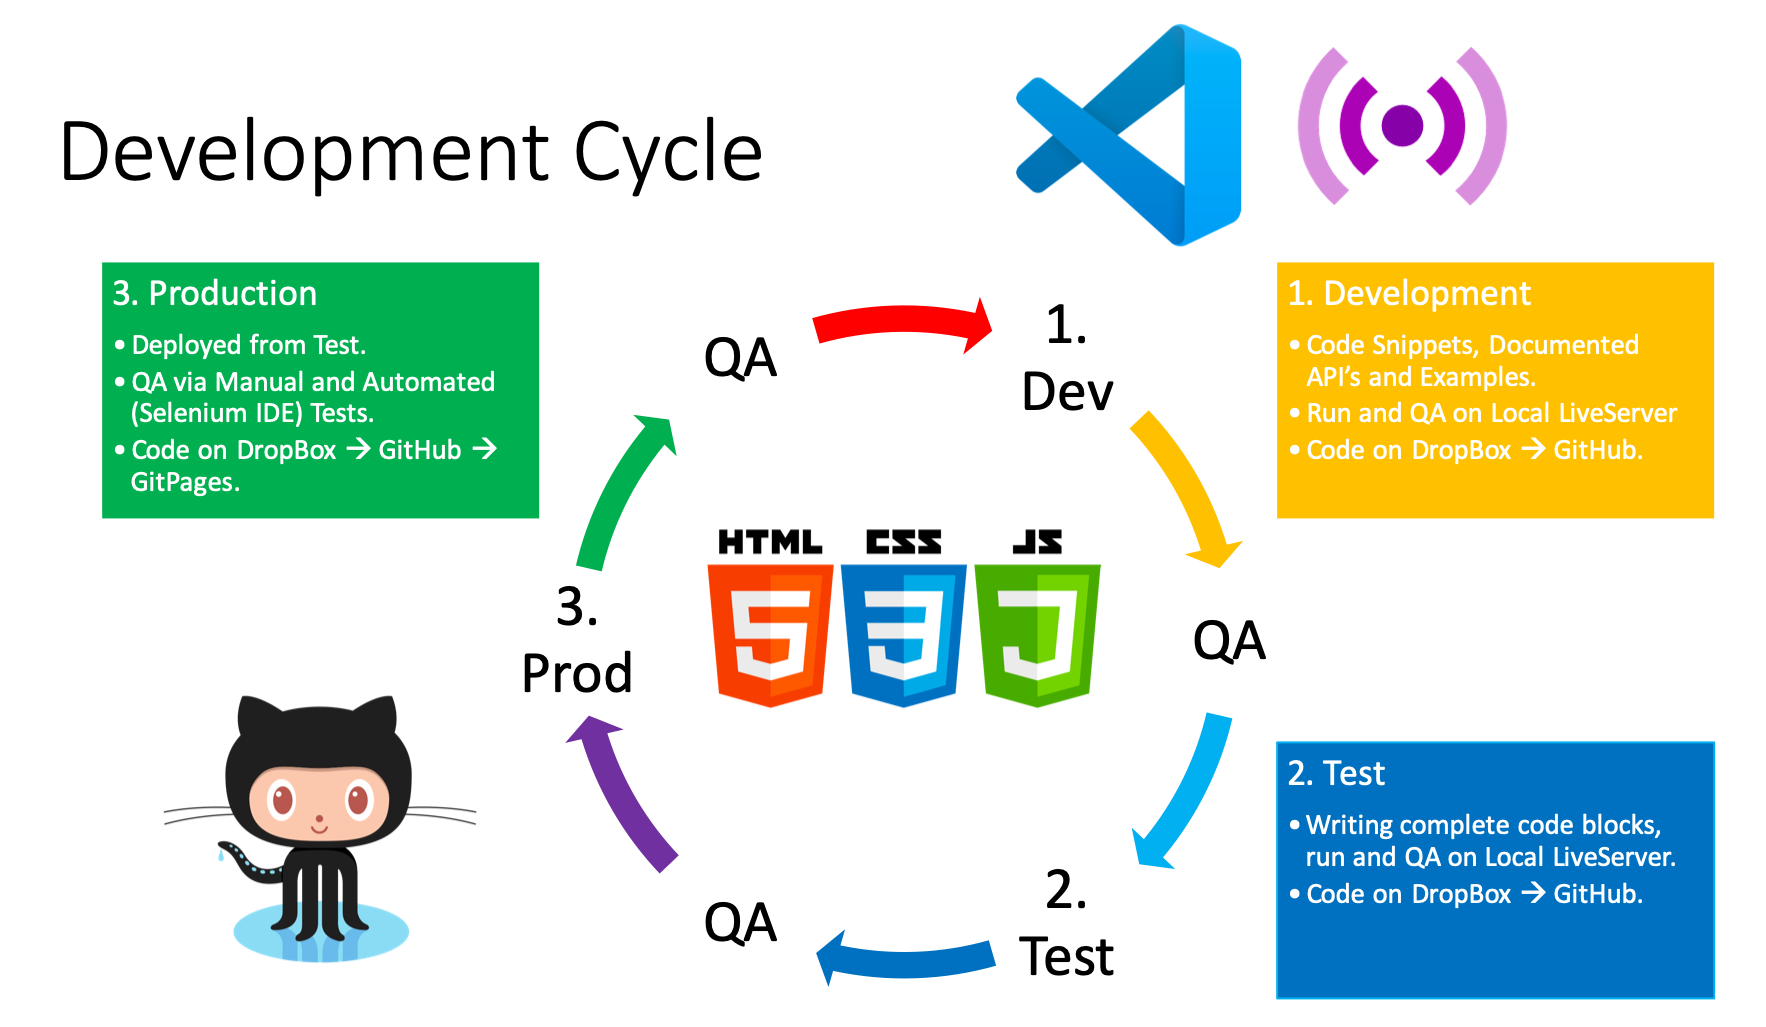 Development Cycle
3. Production
• Deployed from Test.
• QA via Manual and Automated
(Selenium IDE) Tests.
• Code on DropBox → GitHub →
GitPages.
QA
1.
Dev
1. Development
• Code Snippets, Documented
API’s and Examples.
• Run and QA on Local LiveServer
• Code on DropBox → GitHub.
HTML CSS JS
5 3 J
3.
Prod
QA
2. Test
• Writing complete code blocks,
run and QA on Local LiveServer.
• Code on DropBox → GitHub.
QA
2.
Test